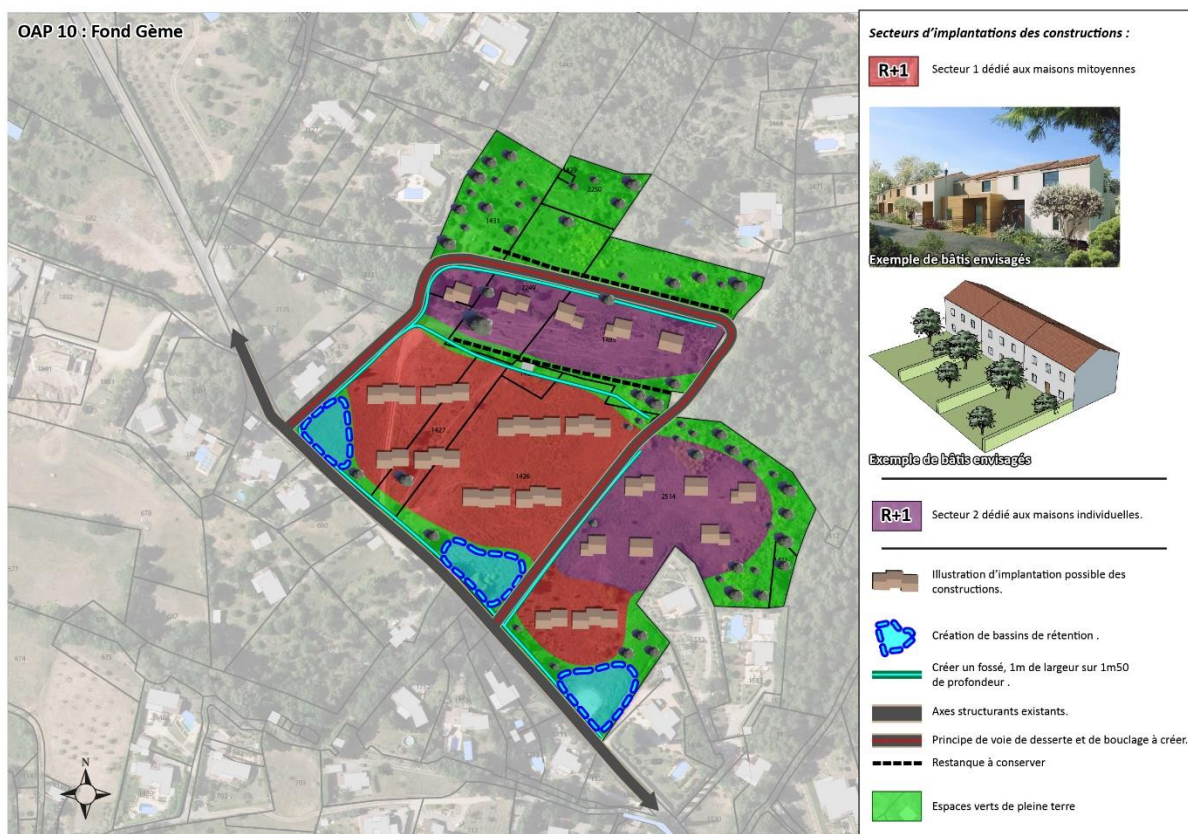 OAP 10 : Fond Gème
Secteurs d'implantations des constructions :
R+1
Secteur 1 dédié aux maisons mitoyennes
Exemple de bâtis envisagés
Exemple de bâtis envisagés
R+1
Secteur 2 dédié aux maisons individuelles.
Illustration d'implantation possible des
constructions.
Création de bassins de rétention .
Créer un fossé, 1m de largeur sur 1m50
de profondeur .
Axes structurants existants.
Principe de voie de desserte et de bouclage à créer.
Restanque à conserver
Espaces verts de pleine terre
2250
1431
2249
1427
1426
2514
N